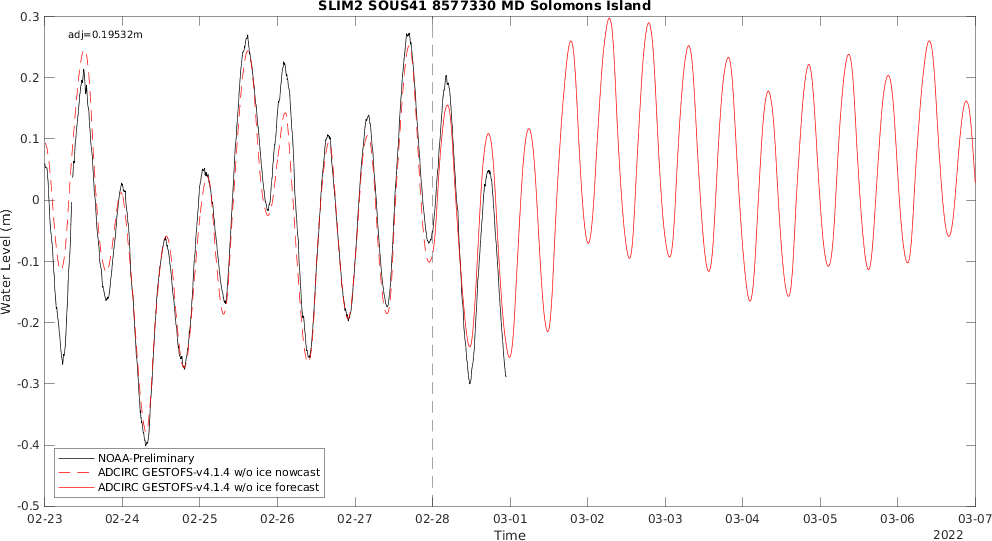 SLIM2 SOUS41 8577330 MD Solomons Island
adj=0.19532m
0.3
0.2
0.1
0
-0.1
-0.2
-0.3
-0.4
-0.5
Water Level (m)
NOAA-Preliminary
ADCIRC GESTOFS-v4.1.4 w/o ice nowcast
ADCIRC GESTOFS-v4.1.4 w/o ice forecast
02-23 02-24 02-25 02-26 02-27 02-28 03-01 03-02 03-03 03-04 03-05 03-06 03-07
Time
2022